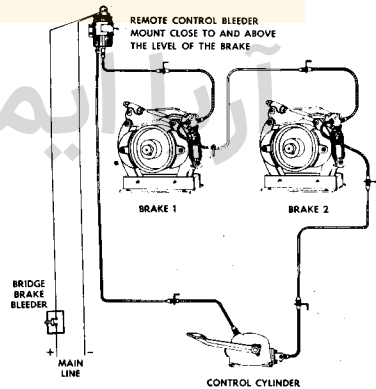 REMOTE CONTROL BLEEDER
MOUNT CLOSE TO AND ABOVE
THE LEVEL OF THE BRAKE
BRAKE 1
BRAKE 2
BRIDGE
BRAKE
BLEEDER
+ -
MAIN
LINE
CONTROL CYLINDER